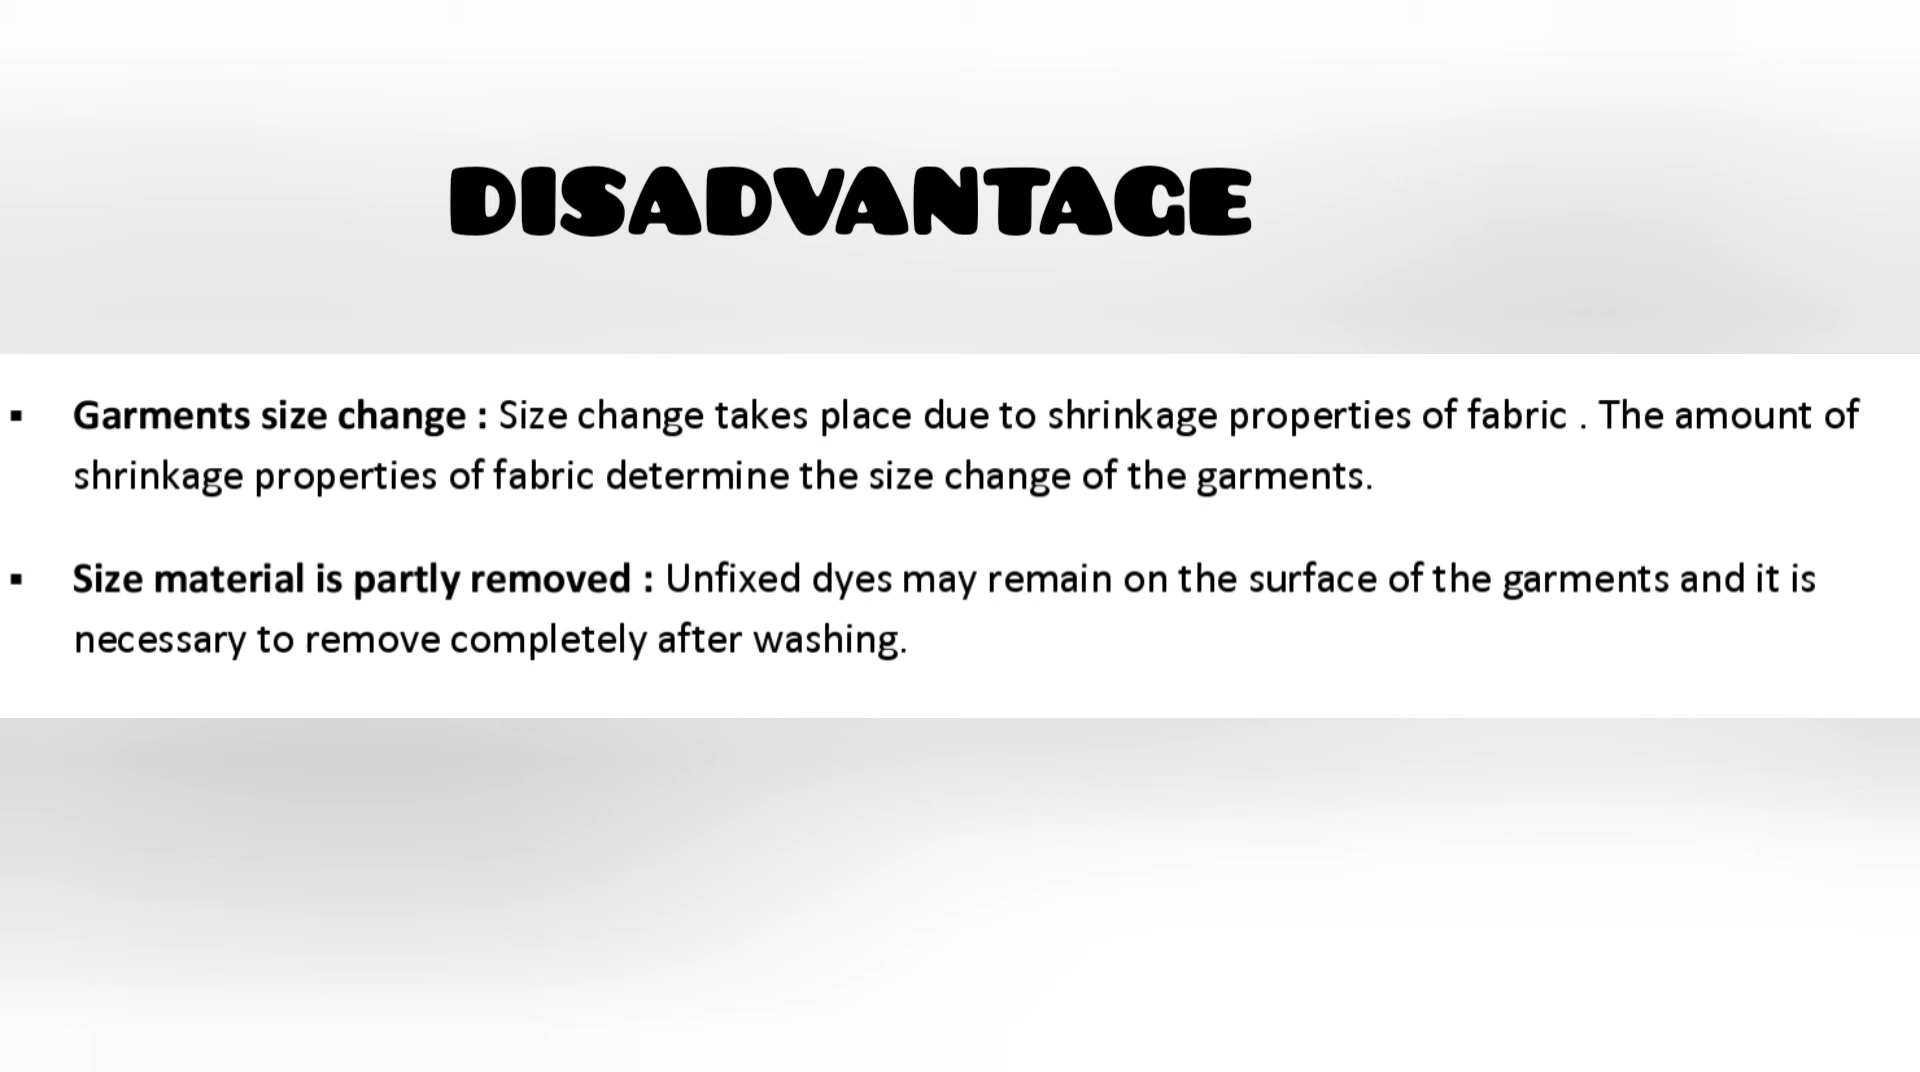 DISADVANTAGE
▪ Garments size change : Size change takes place due to shrinkage properties of fabric . The amount of
shrinkage properties of fabric determine the size change of the garments.
▪ Size material is partly removed : Unfixed dyes may remain on the surface of the garments and it is
necessary to remove completely after washing.